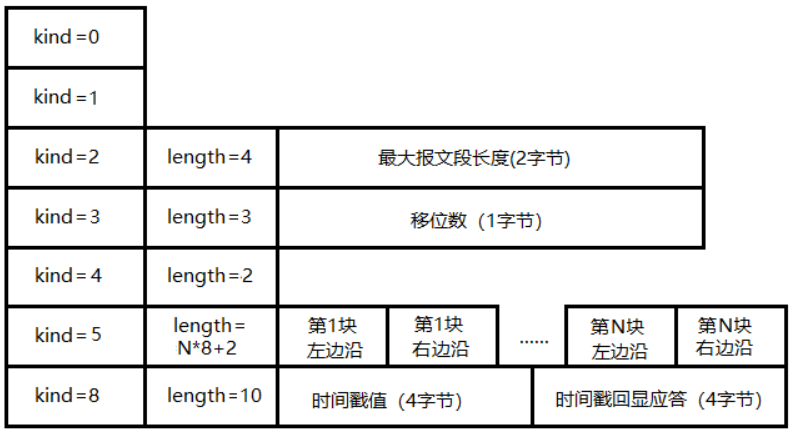 kind=0
kind=1
kind=2 length=4 最大报文段长度(2字节)
kind=3 length=3 移位数（1字节）
kind=4 length=2
kind=5 length= N*8+2 第1块 左边沿 第1块 右边沿 ...... 第N块 左边沿 第N块 右边沿
kind=8 length=10 时间戳值（4字节） 时间戳回显应答（4字节）